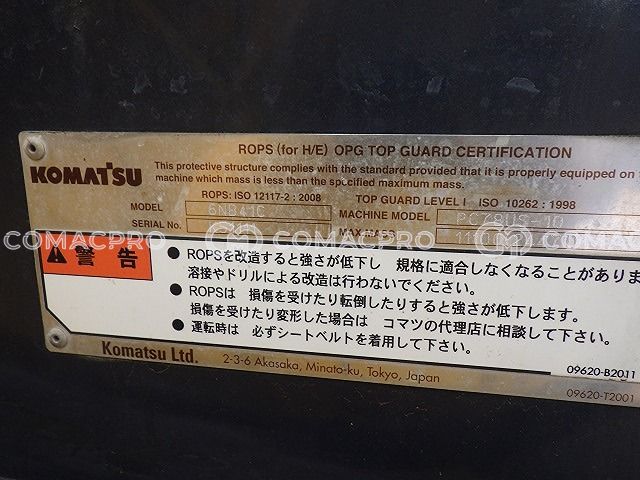 ROPS (for H/E) OPG TOP GUARD CERTIFICATION
KOMATSU
This protective structure complies with the standard provided that it is properly equipped on
machine which mass is less than the specified maximum mass.
ROPS: ISO 12117-2 : 2008 TOP GUARD LEVEL I ISO 10262 : 1998
MODEL MACHINE MODEL PC78US-10
SERIAL No. MAX.MASS
COMACPRO COMACPRO COMACPRO
警告
● ROPSを改造すると強さが低下し 規格に適合しなくなることがありま
溶接やドリルによる改造は行わないでください。
● ROPSは 損傷を受けたり転倒したりすると強さが低下します。
損傷を受けたり変形した場合は コマツの代理店に相談して下さい。
● 運転時は 必ずシートベルトを着用して下さい。
09620-B2011
Komatsu Ltd. 2-3-6 Akasaka, Minato-ku, Tokyo, Japan
09620-T2001